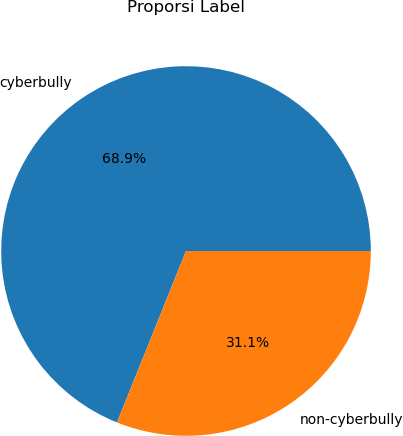 Proporsi Label
cyberbully
68.9%
31.1%
non-cyberbully